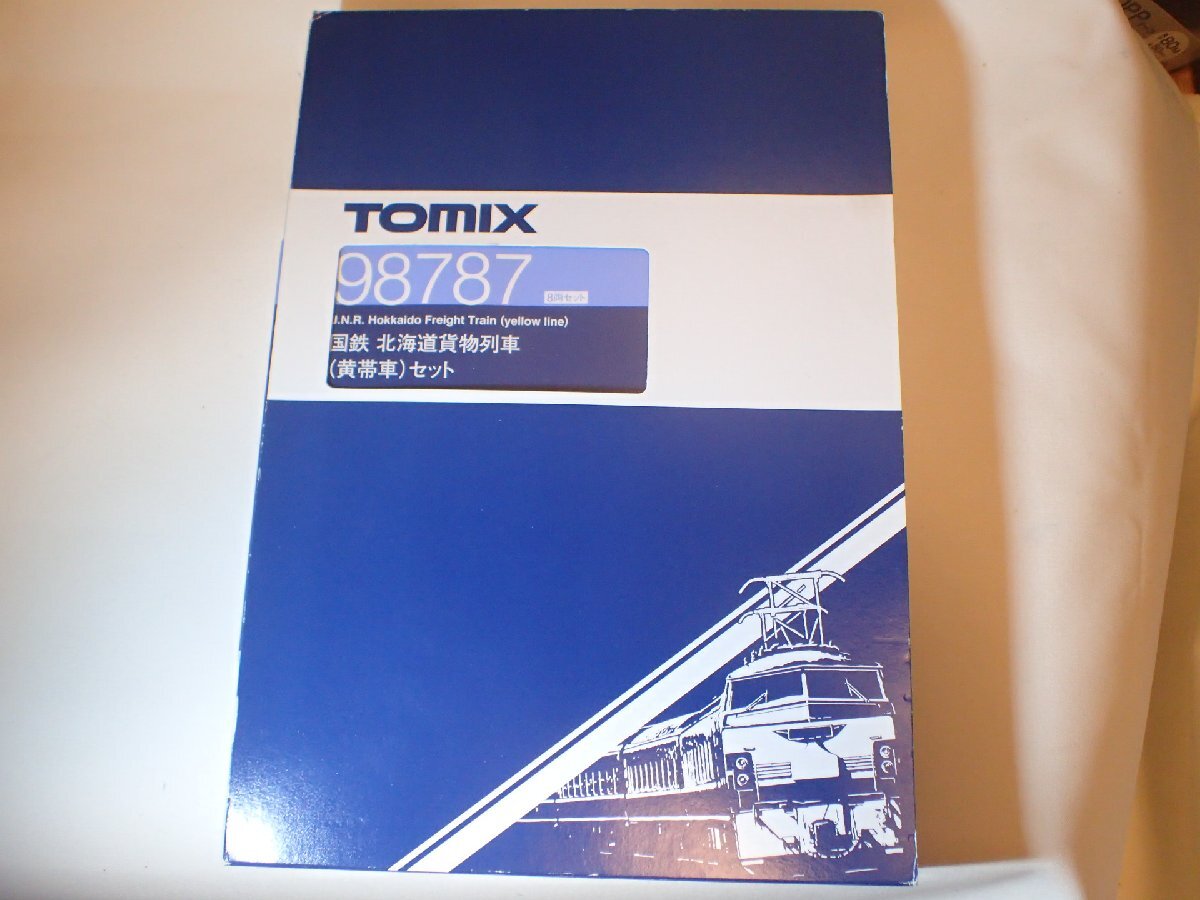 TOMIX
98787 8両セット
J.N.R. Hokkaido Freight Train (yellow line)
国鉄 北海道貨物列車
(黄帯車)セット